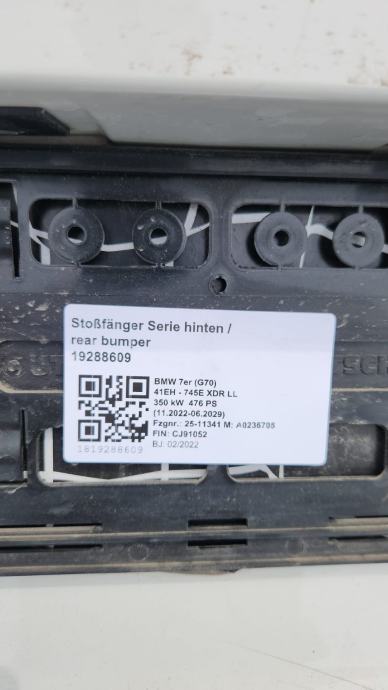 Stoßfänger Serie hinten /
rear bumper
19288609
BMW 7er (G70)
41EH - 745E XDR LL
350 kW 476 PS
(11.2022-06.2029)
Fzgnr.: 25-11341 M: A0236705
FIN: CJ91052
BJ: 02/2022
1819288609